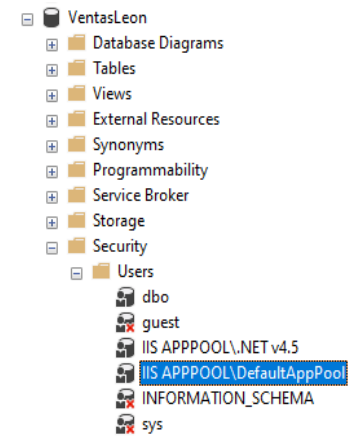 VentasLeon
Database Diagrams
Tables
Views
External Resources
Synonyms
Programmability
Service Broker
Storage
Security
Users
dbo
guest
IIS APPPOOL\.NET v4.5
IIS APPPOOL\DefaultAppPool
INFORMATION_SCHEMA
sys